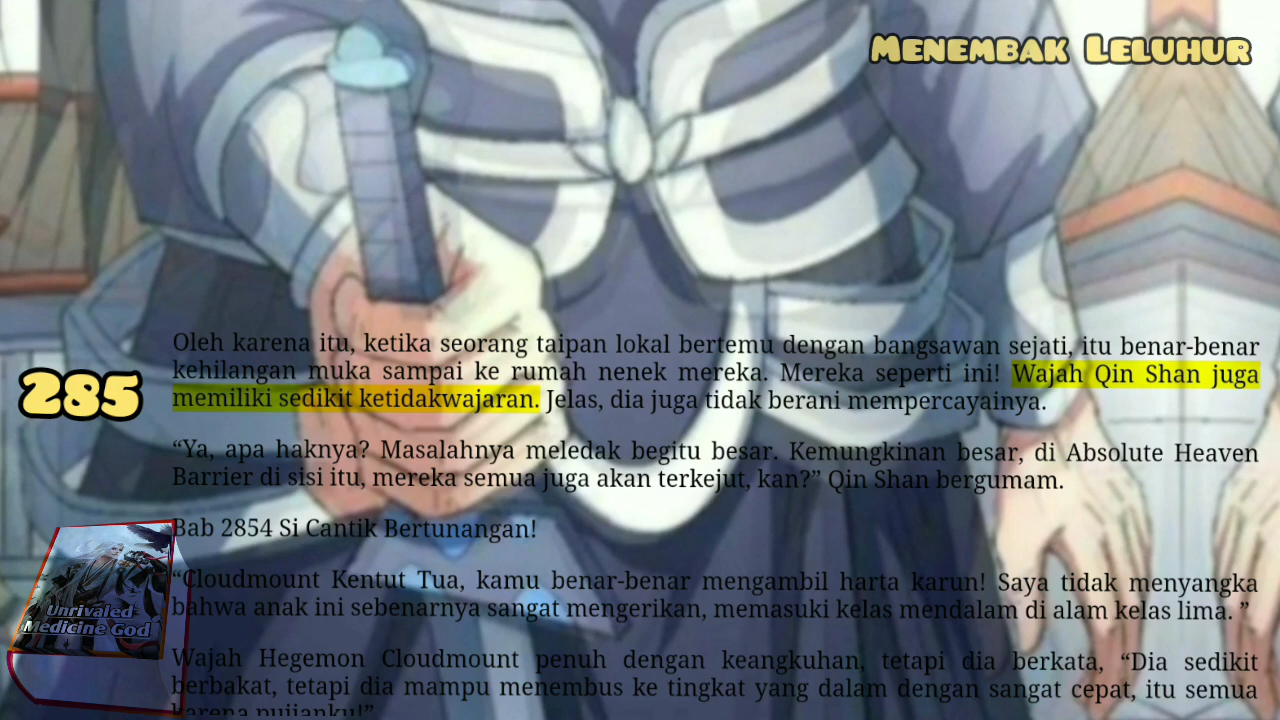 Menembak Leluhur
Oleh karena itu, ketika seorang taipan lokal bertemu dengan bangsawan sejati, itu benar-benar
kehilangan muka sampai ke rumah nenek mereka. Mereka seperti ini! Wajah Qin Shan juga
memiliki sedikit ketidakwajaran. Jelas, dia juga tidak berani mempercayainya.
285
“Ya, apa haknya? Masalahnya meledak begitu besar. Kemungkinan besar, di Absolute Heaven
Barrier di sisi itu, mereka semua juga akan terkejut, kan?” Qin Shan bergumam.
Bab 2854 Si Cantik Bertunangan!
“Cloudmount Kentut Tua, kamu benar-benar mengambil harta karun! Saya tidak menyangka
bahwa anak ini sebenarnya sangat mengerikan, memasuki kelas mendalam di alam kelas lima. ”
Unrivaled
Medicine God
Wajah Hegemon Cloudmount penuh dengan keangkuhan, tetapi dia berkata, “Dia sedikit
berbakat, tetapi dia mampu menembus ke tingkat yang dalam dengan sangat cepat, itu semua
karena pujianku!”